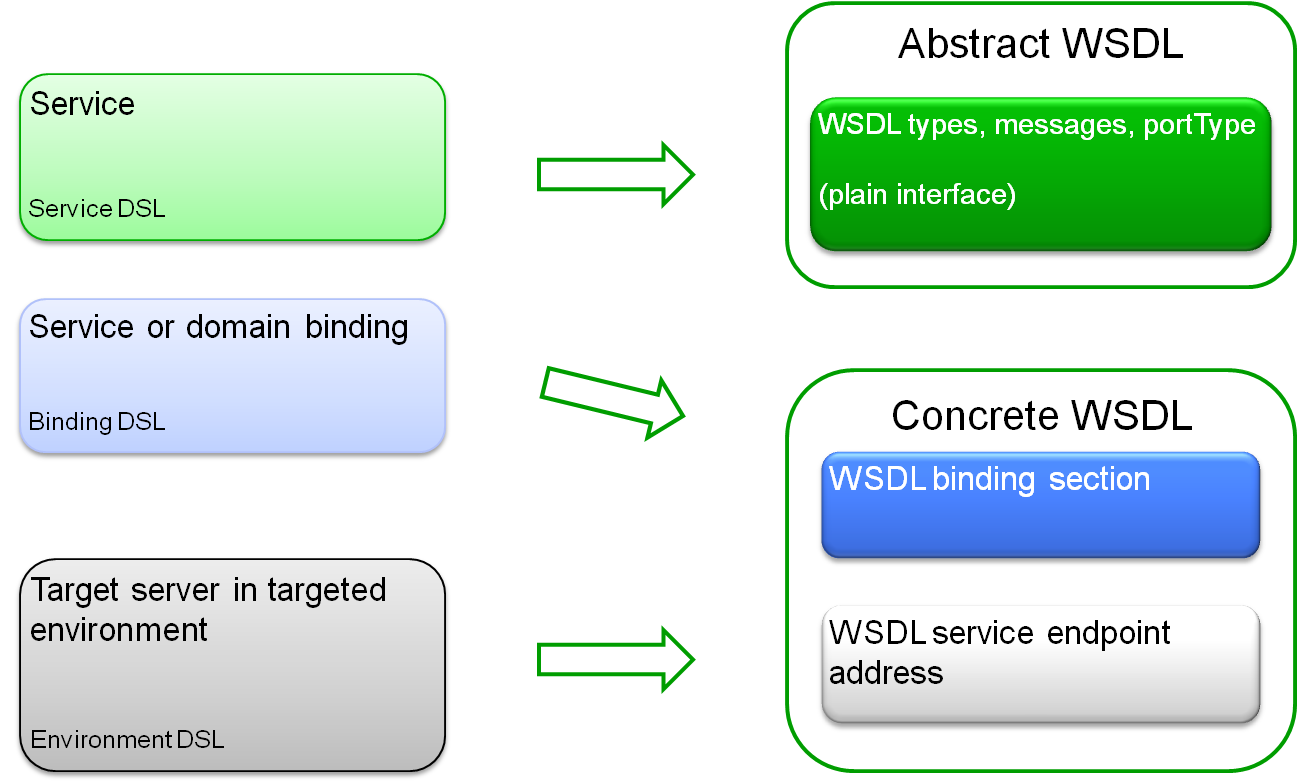 Service
Service DSL
Abstract WSDL
WSDL types, messages, portType
(plain interface)
Service or domain binding
Binding DSL
Concrete WSDL
WSDL binding section
Target server in targeted
environment
Environment DSL
WSDL service endpoint
address